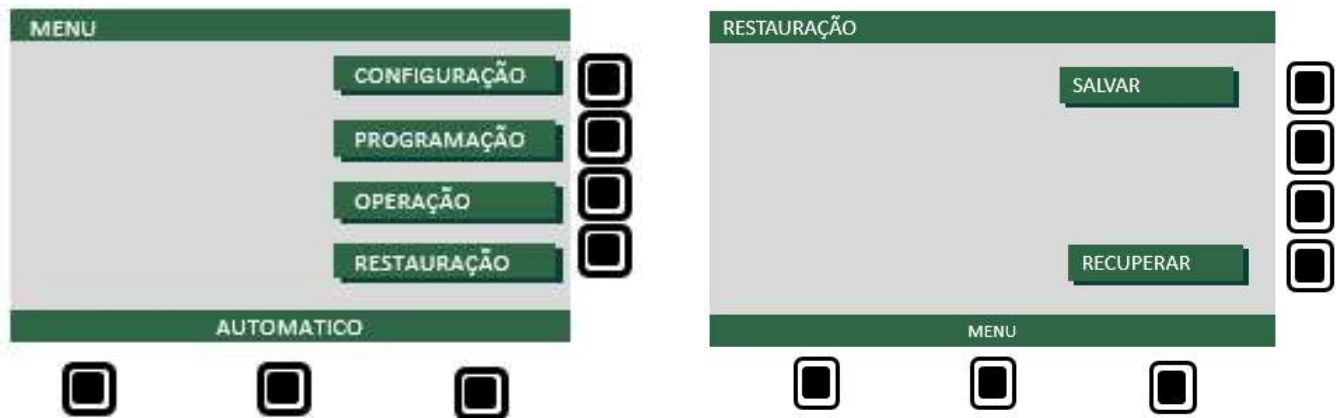 MENU
CONFIGURAÇÃO
PROGRAMAÇÃO
OPERAÇÃO
RESTAURAÇÃO
AUTOMATICO
RESTAURAÇÃO
SALVAR
RECUPERAR
MENU